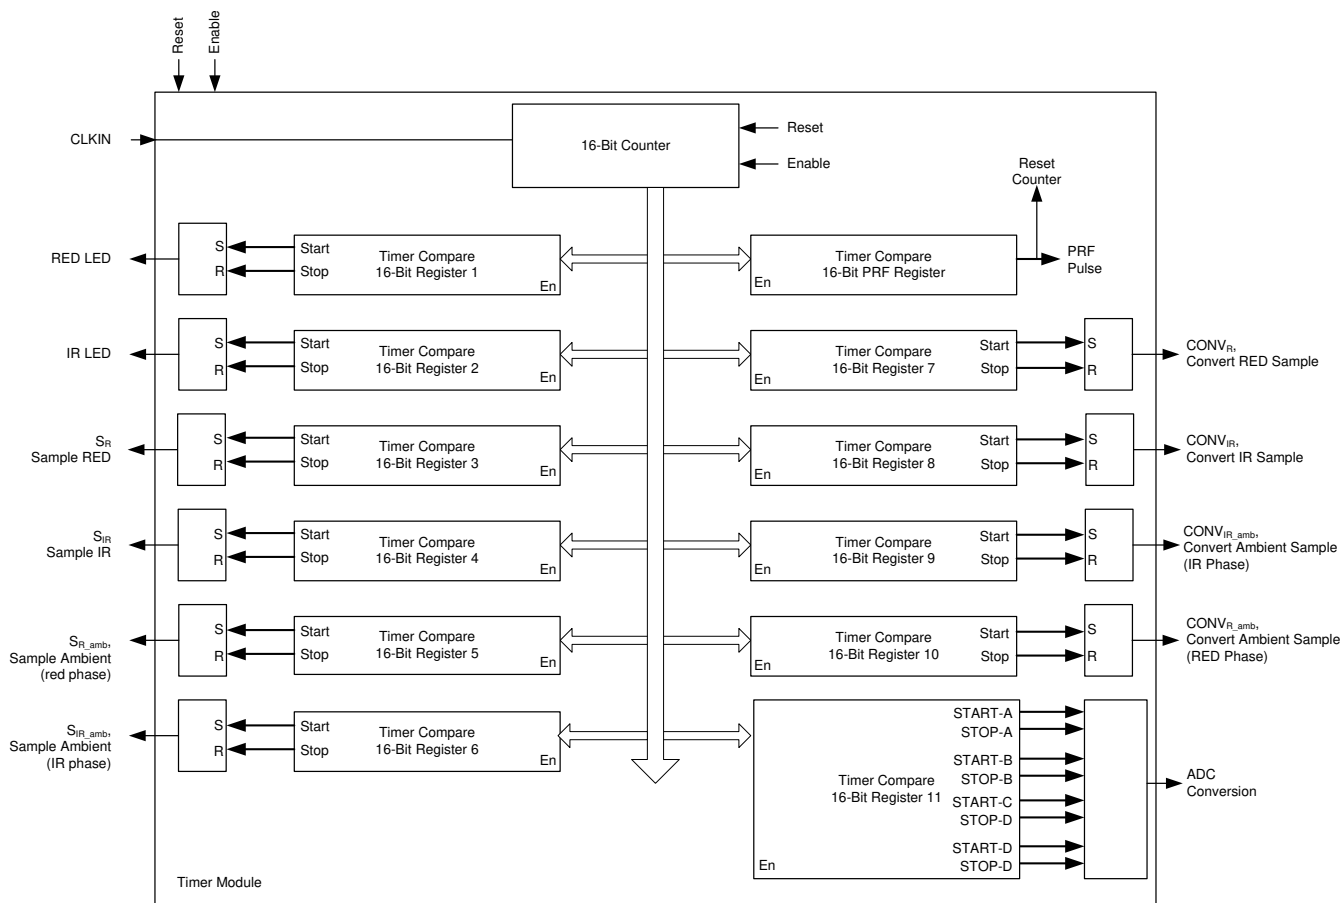 Reset
Enable
CLKIN
16-Bit Counter
Reset
Enable
Reset
Counter
RED LED
S
R
Start
Stop
Timer Compare
16-Bit Register 1
En
Timer Compare
16-Bit PRF Register
En
PRF
Pulse
IR LED
S
R
Start
Stop
Timer Compare
16-Bit Register 2
En
Timer Compare
16-Bit Register 7
En
Start
Stop
S
R
CONV_R,
Convert RED Sample
S_R
Sample RED
S
R
Start
Stop
Timer Compare
16-Bit Register 3
En
Timer Compare
16-Bit Register 8
En
Start
Stop
S
R
CONV_IR,
Convert IR Sample
S_IR
Sample IR
S
R
Start
Stop
Timer Compare
16-Bit Register 4
En
Timer Compare
16-Bit Register 9
En
Start
Stop
S
R
CONV_IR_amb,
Convert Ambient Sample
(IR Phase)
S_R_amb,
Sample Ambient
(red phase)
S
R
Start
Stop
Timer Compare
16-Bit Register 5
En
Timer Compare
16-Bit Register 10
En
Start
Stop
S
R
CONV_R_amb,
Convert Ambient Sample
(RED Phase)
S_IR_amb,
Sample Ambient
(IR phase)
S
R
Start
Stop
Timer Compare
16-Bit Register 6
En
Timer Compare
16-Bit Register 11
En
START-A
STOP-A
START-B
STOP-B
START-C
STOP-D
START-D
STOP-D
ADC
Conversion
Timer Module